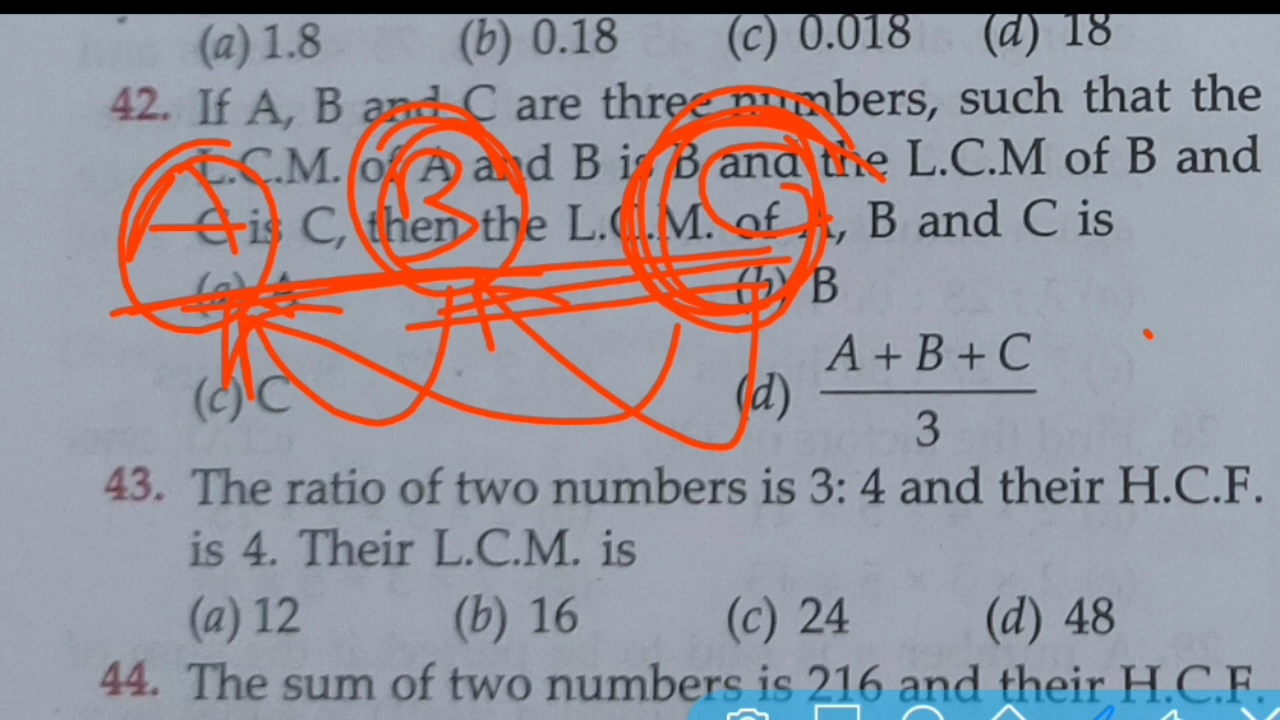 (a) 1.8 (b) 0.18 (c) 0.018 (d) 18
42. If A, B and C are three numbers, such that the
L.C.M. of A and B is B and the L.C.M of B and
C is C, then the L.C.M. of A, B and C is
(a) A (b) B
(c) C (d) A + B + C
3
A B C
43. The ratio of two numbers is 3: 4 and their H.C.F.
is 4. Their L.C.M. is
(a) 12 (b) 16 (c) 24 (d) 48
44. The sum of two numbers is 216 and their H.C.F.